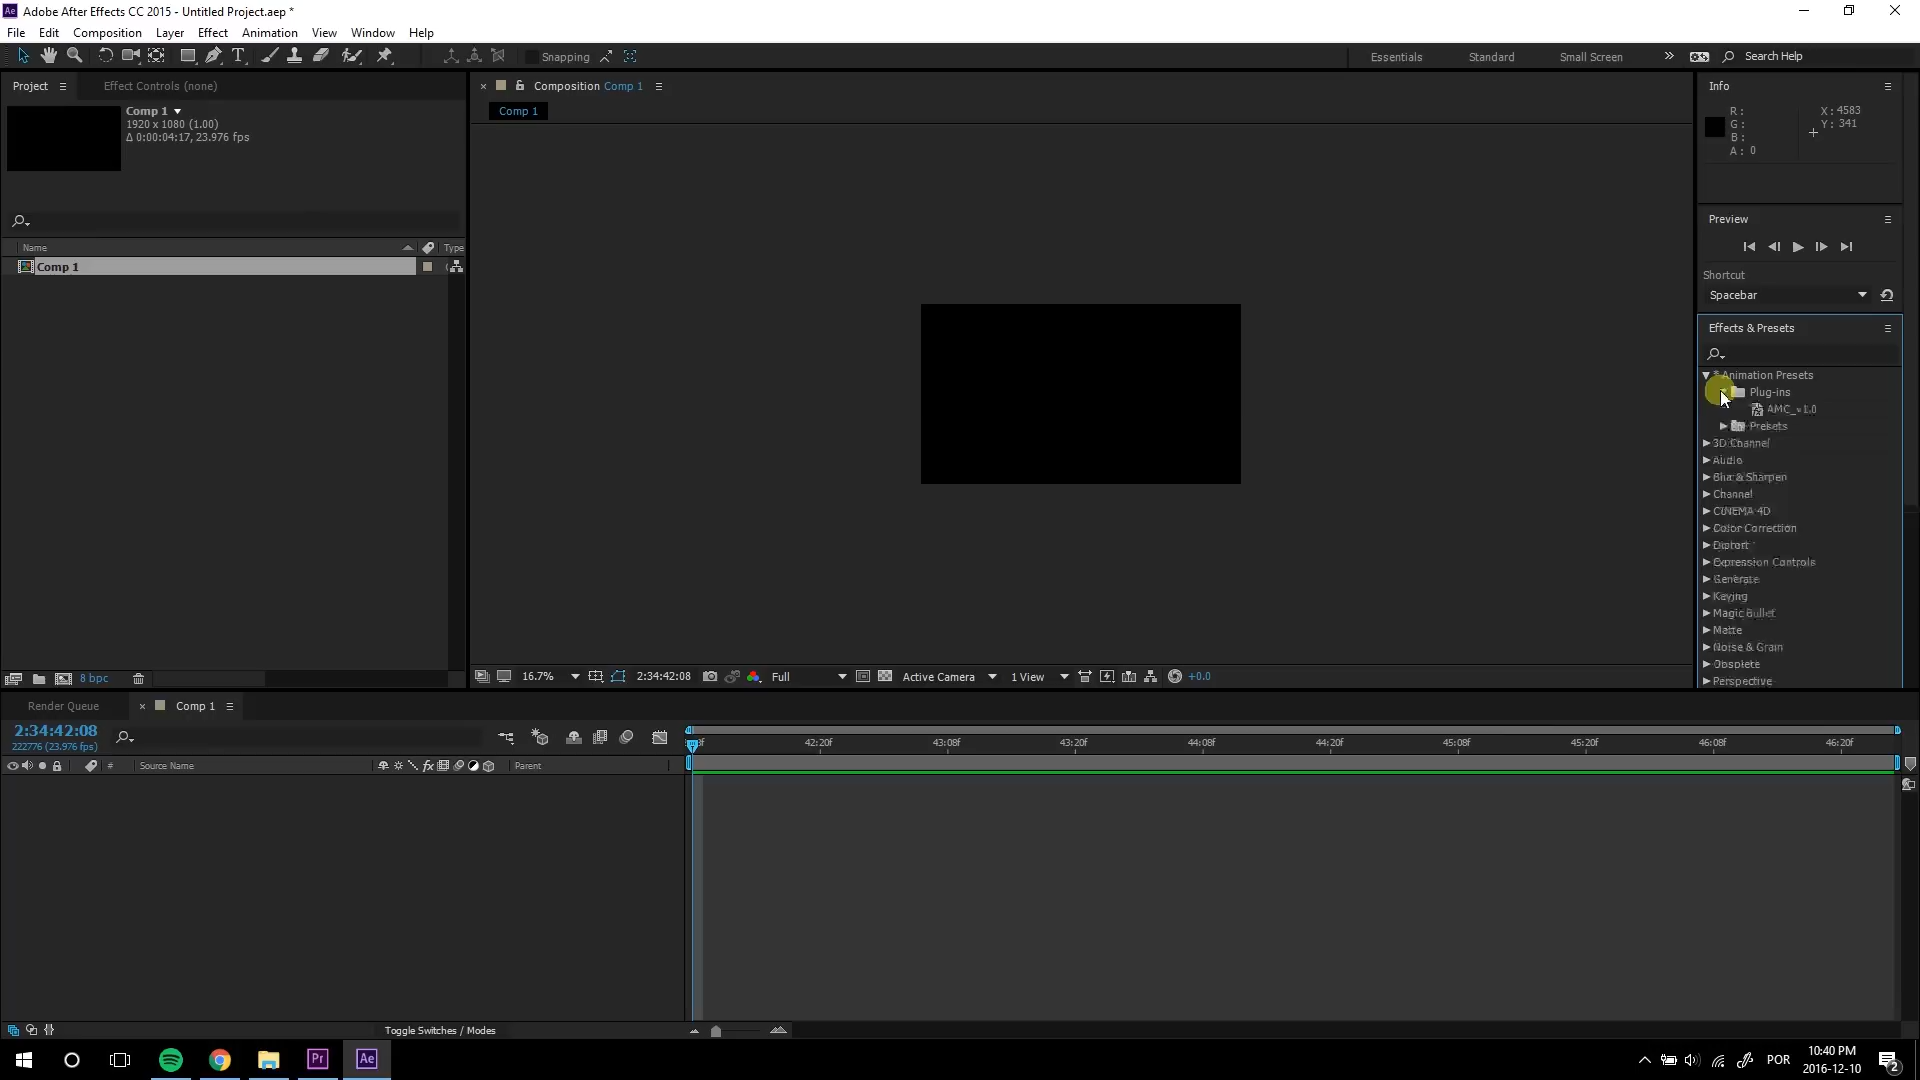 Adobe After Effects CC 2015 - Untitled Project.aep *
File Edit Composition Layer Effect Animation View Window Help
Snapping
Essentials Standard Small Screen Search Help
Project Effect Controls (none)
Comp 1
1920 x 1080 (1.00)
Δ 0:00:04:17, 23.976 fps
Name Type
Comp 1
8 bpc
Composition Comp 1
Comp 1
16.7% 2:34:42:08 Full Active Camera 1 View +0.0
Info
R :
G :
B :
A : 0
X : 4583
Y : 341
Preview
Shortcut
Spacebar
Effects & Presets
* Animation Presets
Plug-ins
AMC_v1.0
Presets
3D Channel
Audio
Blur & Sharpen
Channel
CINEMA 4D
Color Correction
Distort
Expression Controls
Generate
Keying
Magic Bullet
Matte
Noise & Grain
Obsolete
Perspective
Render Queue Comp 1
2:34:42:08
222776 (23.976 fps)
# Source Name Parent
42:20f 43:08f 43:20f 44:08f 44:20f 45:08f 45:20f 46:08f 46:20f
Toggle Switches / Modes
Pr Ae
POR
10:40 PM
2016-12-10
2